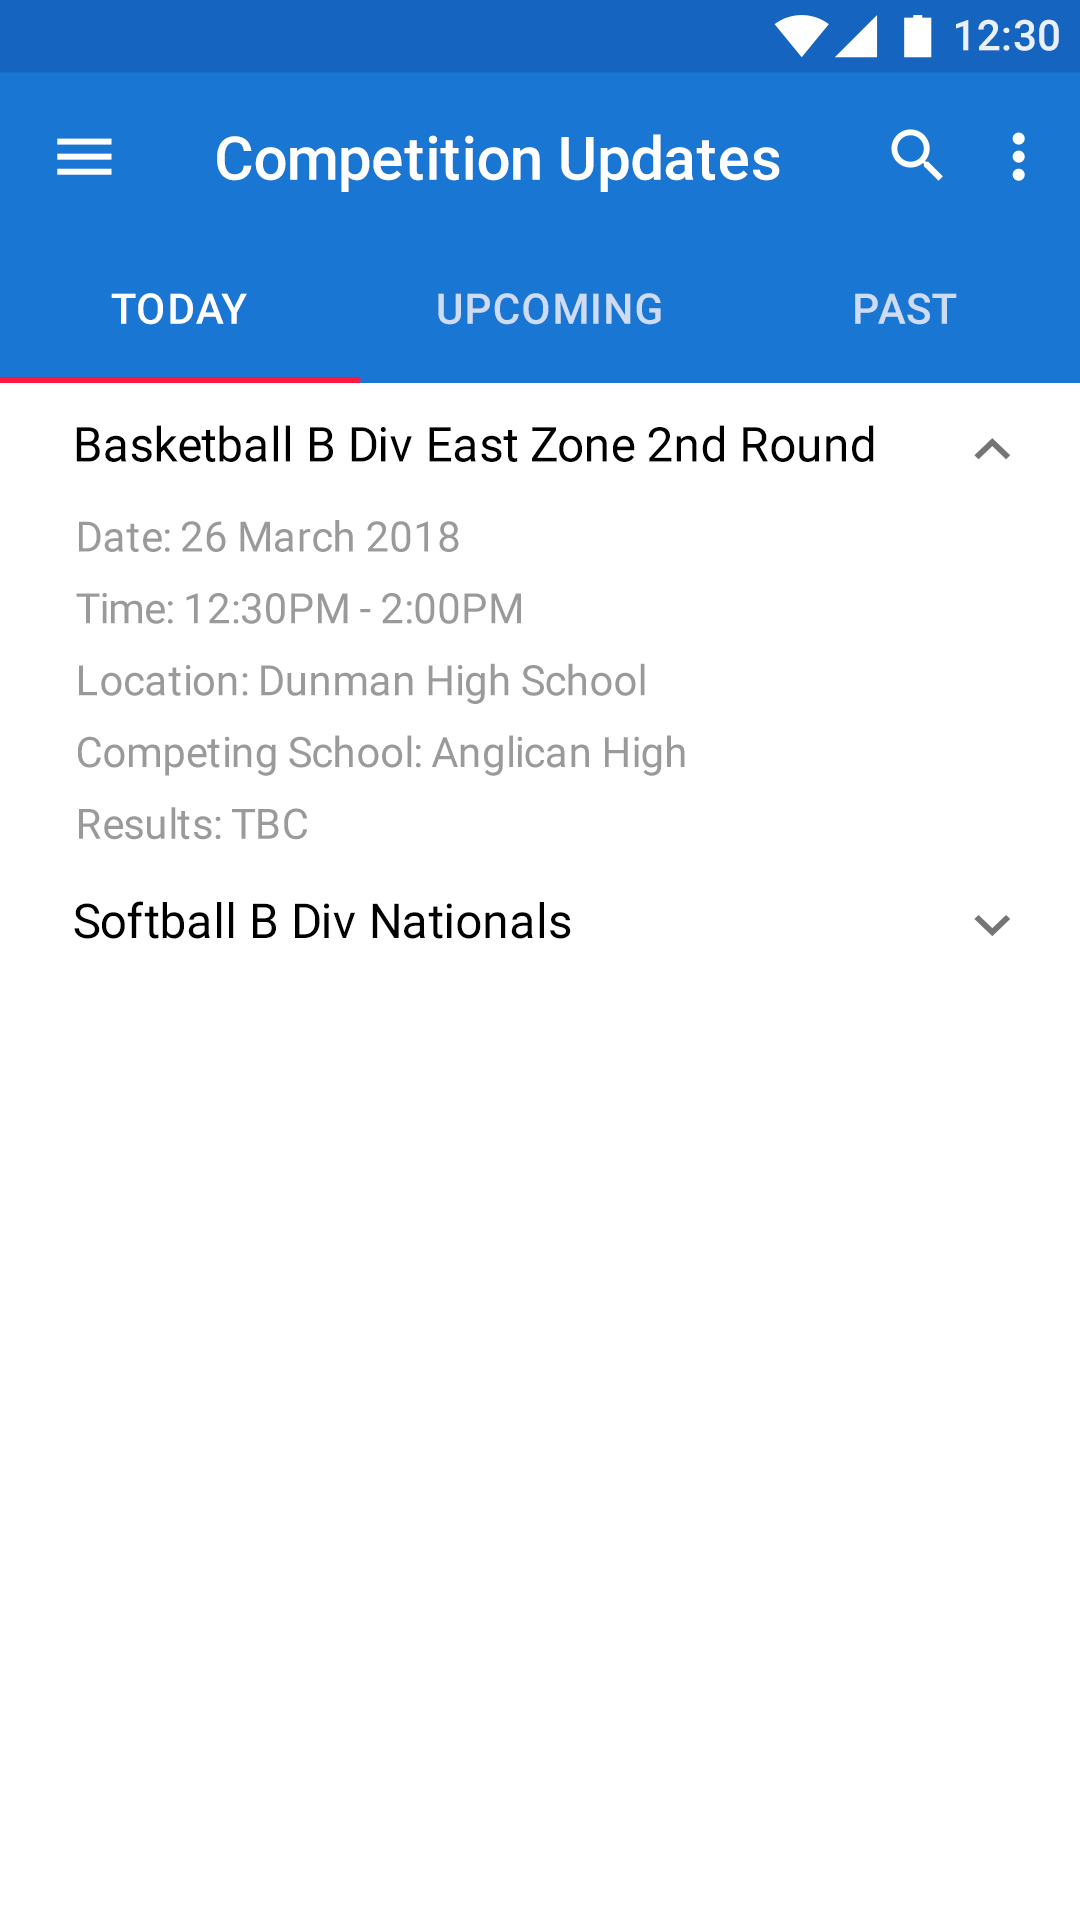 12:30
Competition Updates
TODAY UPCOMING PAST
Basketball B Div East Zone 2nd Round
Date: 26 March 2018
Time: 12:30PM - 2:00PM
Location: Dunman High School
Competing School: Anglican High
Results: TBC
Softball B Div Nationals